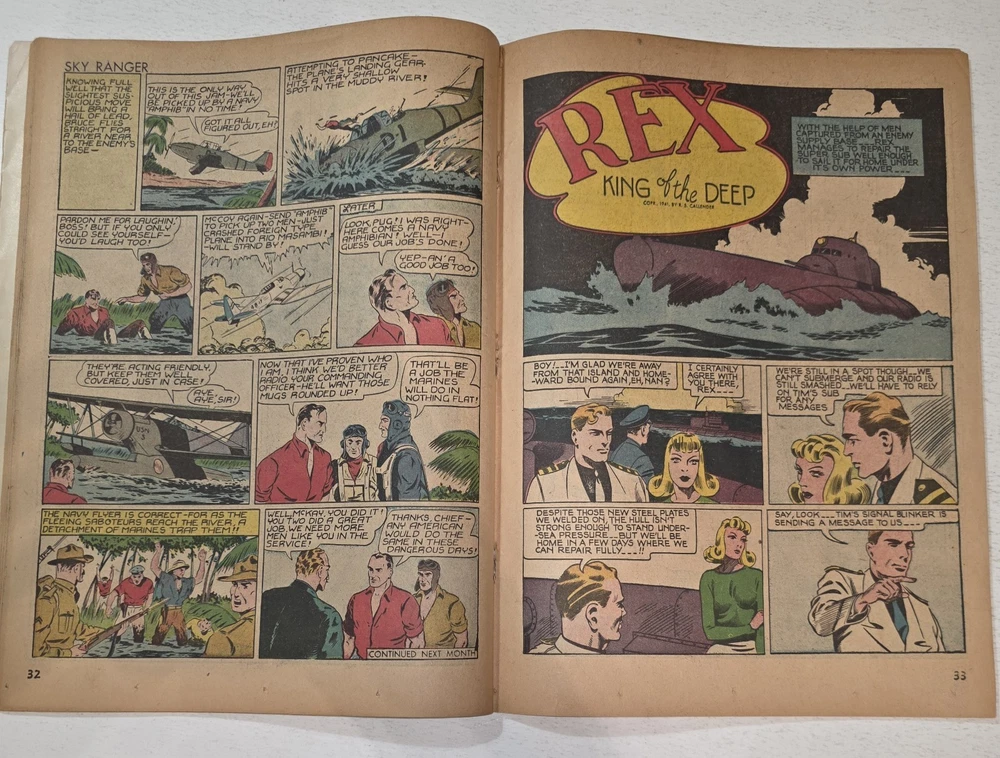 SKY RANGER
KNOWING FULL
WELL THAT THE
SLIGHTEST SUS-
PICIOUS MOVE
WILL BRING A
HAIL OF LEAD,
BRUCE FLIES
STRAIGHT FOR
A RIVER NEAR
TO THE ENEMY'S
BASE—
THIS IS THE ONLY WAY
OUT OF THIS JAM-WE'LL
BE PICKED UP BY A NAVY
'AMPHIB' IN NO TIME!
GOT IT ALL
FIGURED OUT, EH?
ATTEMPTING TO PANCAKE-
THE PLANE'S LANDING GEAR
HITS A VERY SHALLOW
SPOT IN THE MUDDY RIVER!
D-1
PARDON ME FOR LAUGHIN',
BOSS! BUT IF YOU ONLY
COULD SEE YOURSELF-
YOU'D LAUGH TOO!
MCCOY AGAIN-SEND 'AMPHIB'
TO PICK UP TWO MEN-JUST
CRASHED FOREIGN TYPE
PLANE INTO RIO MASAMBI!
-WILL STAND BY!
LATER
LOOK PUG! I WAS RIGHT-
HERE COMES A NAVY
AMPHIBIAN! WELL-I
GUESS OUR JOB'S DONE!
YEP-AN' A
GOOD JOB TOO!
THEY'RE ACTING FRIENDLY,
BUT KEEP THEM WELL
COVERED, JUST IN CASE!
AYE,
AYE, SIR!
NOW THAT I'VE PROVEN WHO
I AM, I THINK WE'D BETTER
RADIO YOUR COMMANDING
OFFICER-HE'LL WANT THOSE
MUGS ROUNDED UP!
THAT'LL BE
A JOB THE
MARINES
WILL DO IN
NOTHING FLAT!
THE NAVY FLYER IS CORRECT-FOR AS THE
FLEEING SABOTEURS REACH THE RIVER, A
DETACHMENT OF MARINES TRAP THEM!!
WELL, MCKAY, YOU DID IT!
YOU TWO DID A GREAT
JOB, WE NEED MORE
MEN LIKE YOU IN THE
SERVICE!
THANKS, CHIEF-
ANY AMERICAN
WOULD DO THE
SAME IN THESE
DANGEROUS DAYS!
CONTINUED NEXT MONTH
32
REX
KING of the DEEP
COPR. 1941, BY R. B. CALLENDER
WITH THE HELP OF MEN
CAPTURED FROM AN ENEMY
SUPPLY BASE--- REX
MANAGES TO REPAIR THE
SUPER SUB WELL ENOUGH
TO SAIL IT FOR HOME UNDER
IT'S OWN POWER---
BOY!...I'M GLAD WE'RE AWAY
FROM THAT ISLAND AND HOME-
-WARD BOUND AGAIN, EH, NAN?
I CERTAINLY
AGREE WITH
YOU THERE,
REX---
WE'RE STILL IN A SPOT THOUGH---WE
CAN'T SUBMERGE AND OUR RADIO IS
STILL SMASHED...WE'LL HAVE TO RELY
ON TIM'S SUB
FOR ANY
MESSAGES
DESPITE THOSE NEW STEEL PLATES
WE WELDED ON, THE HULL ISN'T
STRONG ENOUGH TO STAND UNDER-
-SEA PRESSURE...BUT WE'LL BE
HOME IN A FEW DAYS WHERE WE
CAN REPAIR FULLY...!!
SAY, LOOK.... TIM'S SIGNAL BLINKER IS
SENDING A MESSAGE TO US---
33